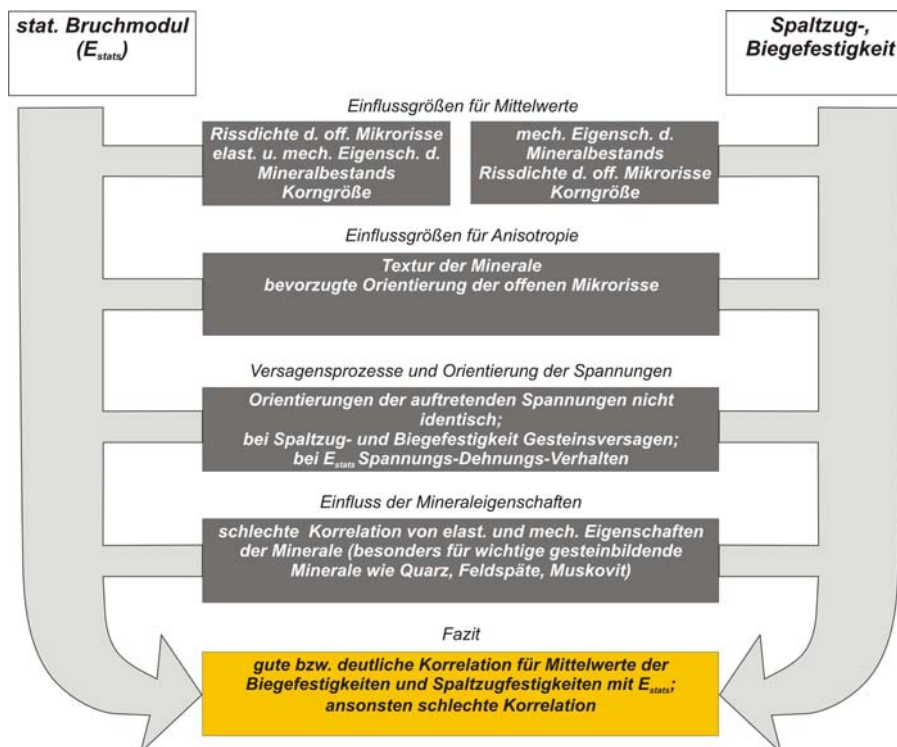 stat. Bruchmodul
(E_stats)
Spaltzug-,
Biegefestigkeit
Einflussgrößen für Mittelwerte
Rissdichte d. off. Mikrorisse
elast. u. mech. Eigensch. d.
Mineralbestands
Korngröße
mech. Eigensch. d.
Mineralbestands
Rissdichte d. off. Mikrorisse
Korngröße
Einflussgrößen für Anisotropie
Textur der Minerale
bevorzugte Orientierung der offenen Mikrorisse
Versagensprozesse und Orientierung der Spannungen
Orientierungen der auftretenden Spannungen nicht
identisch;
bei Spaltzug- und Biegefestigkeit Gesteinsversagen;
bei E_stats Spannungs-Dehnungs-Verhalten
Einfluss der Mineraleigenschaften
schlechte Korrelation von elast. und mech. Eigenschaften
der Minerale (besonders für wichtige gesteinbildende
Minerale wie Quarz, Feldspäte, Muskovit)
Fazit
gute bzw. deutliche Korrelation für Mittelwerte der
Biegefestigkeiten und Spaltzugfestigkeiten mit E_stats;
ansonsten schlechte Korrelation